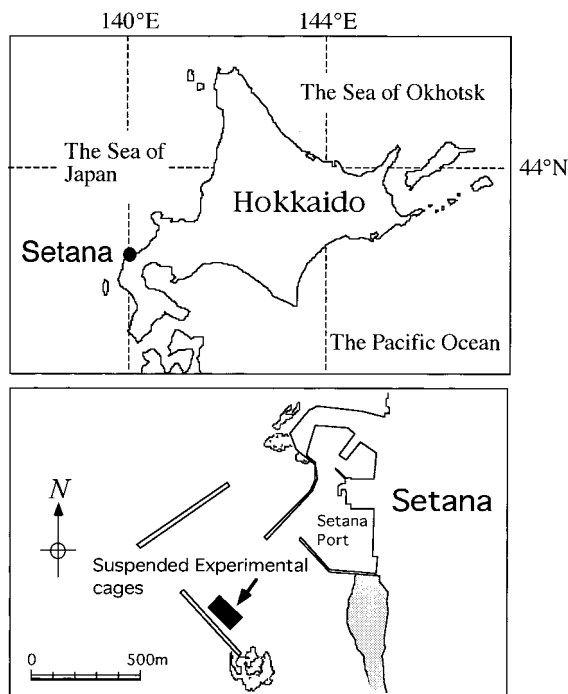 140°E
144°E
The Sea of Okhotsk
The Sea of
Japan
44°N
Hokkaido
Setana
The Pacific Ocean
N
Setana
Setana
Port
Suspended Experimental
cages
0
500m